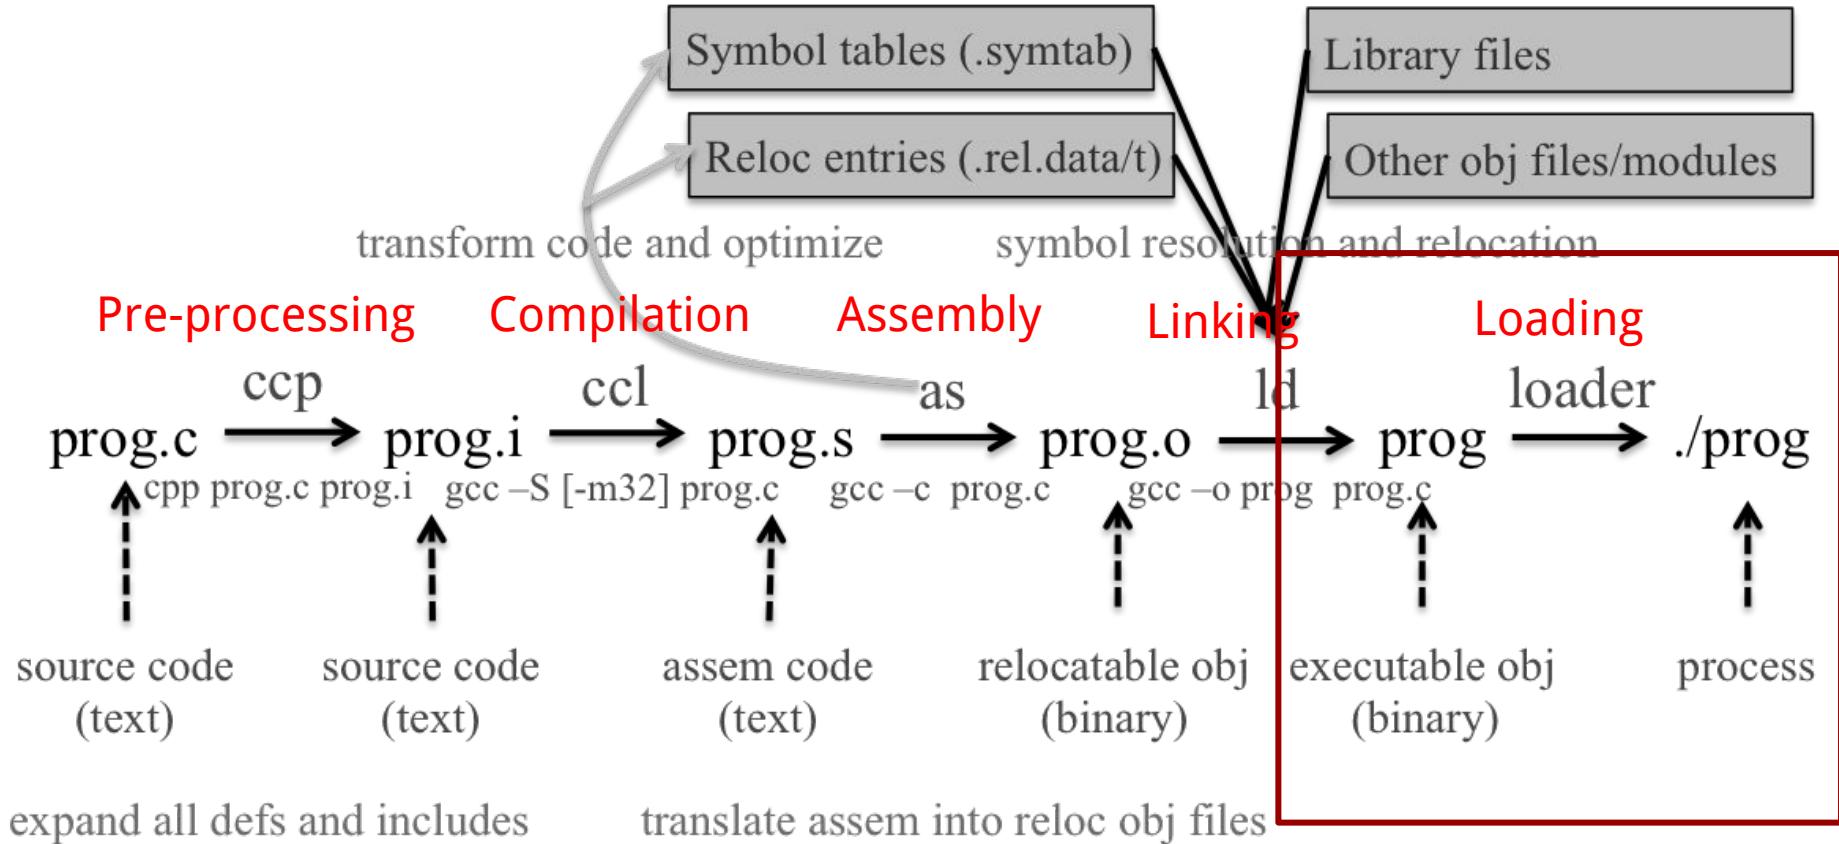 Symbol tables (.symtab)
Library files
Reloc entries (.rel.data/t)
Other obj files/modules
transform code and optimize
symbol resolution and relocation
Pre-processing
Compilation
Assembly
Linking
Loading
ccp
ccl
as
ld
loader
prog.c
prog.i
prog.s
prog.o
prog
./prog
cpp prog.c prog.i
gcc –S [-m32] prog.c
gcc –c prog.c
gcc –o prog prog.c
source code
(text)
source code
(text)
assem code
(text)
relocatable obj
(binary)
executable obj
(binary)
process
expand all defs and includes
translate assem into reloc obj files